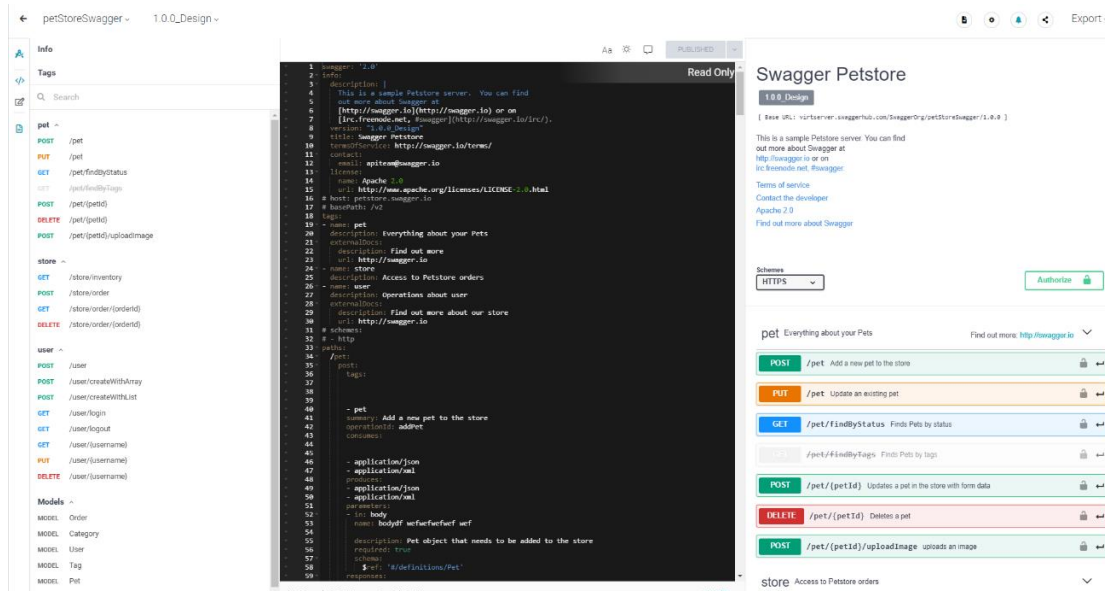 petStoreSwagger
1.0.0_Design
Export
Info
Tags
Search
pet
POST /pet
PUT /pet
GET /pet/findByStatus
GET /pet/findByTags
POST /pet/{petId}
DELETE /pet/{petId}
POST /pet/{petId}/uploadImage
store
GET /store/inventory
POST /store/order
GET /store/order/{orderId}
DELETE /store/order/{orderId}
user
POST /user
POST /user/createWithArray
POST /user/createWithList
GET /user/login
GET /user/logout
GET /user/{username}
PUT /user/{username}
DELETE /user/{username}
Models
MODEL Order
MODEL Category
MODEL User
MODEL Tag
MODEL Pet
Aa
PUBLISHED
Read Only
1 swagger: '2.0'
2 info:
3 description: |
4 This is a sample Petstore server. You can find
5 out more about Swagger at
6 [http://swagger.io](http://swagger.io) or on
7 [irc.freenode.net, #swagger](http://swagger.io/irc/).
8 version: "1.0.0_Design"
9 title: Swagger Petstore
10 termsOfService: http://swagger.io/terms/
11 contact:
12 email: apiteam@swagger.io
13 license:
14 name: Apache 2.0
15 url: http://www.apache.org/licenses/LICENSE-2.0.html
16 # host: petstore.swagger.io
17 # basePath: /v2
18 tags:
19 - name: pet
20 description: Everything about your Pets
21 externalDocs:
22 description: Find out more
23 url: http://swagger.io
24 - name: store
25 description: Access to Petstore orders
26 - name: user
27 description: Operations about user
28 externalDocs:
29 description: Find out more about our store
30 url: http://swagger.io
31 # schemes:
32 # - http
33 paths:
34 /pet:
35 post:
36 tags:
37
38
39
40 - pet
41 summary: Add a new pet to the store
42 operationId: addPet
43 consumes:
44
45
46 - application/json
47 - application/xml
48 produces:
49 - application/json
50 - application/xml
51 parameters:
52 - in: body
53 name: bodydf wefwefwefwef wef
54
55 description: Pet object that needs to be added to the store
56 required: true
57 schema:
58 $ref: '#/definitions/Pet'
59 responses:
Swagger Petstore
1.0.0_Design
[ Base URL: virtserver.swaggerhub.com/SwaggerOrg/petStoreSwagger/1.0.0 ]
This is a sample Petstore server. You can find
out more about Swagger at
http://swagger.io or on
irc.freenode.net, #swagger.
Terms of service
Contact the developer
Apache 2.0
Find out more about Swagger
Schemes
HTTPS
Authorize
pet Everything about your Pets
Find out more: http://swagger.io
POST /pet Add a new pet to the store
PUT /pet Update an existing pet
GET /pet/findByStatus Finds Pets by status
/pet/findByTags Finds Pets by tags
POST /pet/{petId} Updates a pet in the store with form data
DELETE /pet/{petId} Deletes a pet
POST /pet/{petId}/uploadImage uploads an image
store Access to Petstore orders